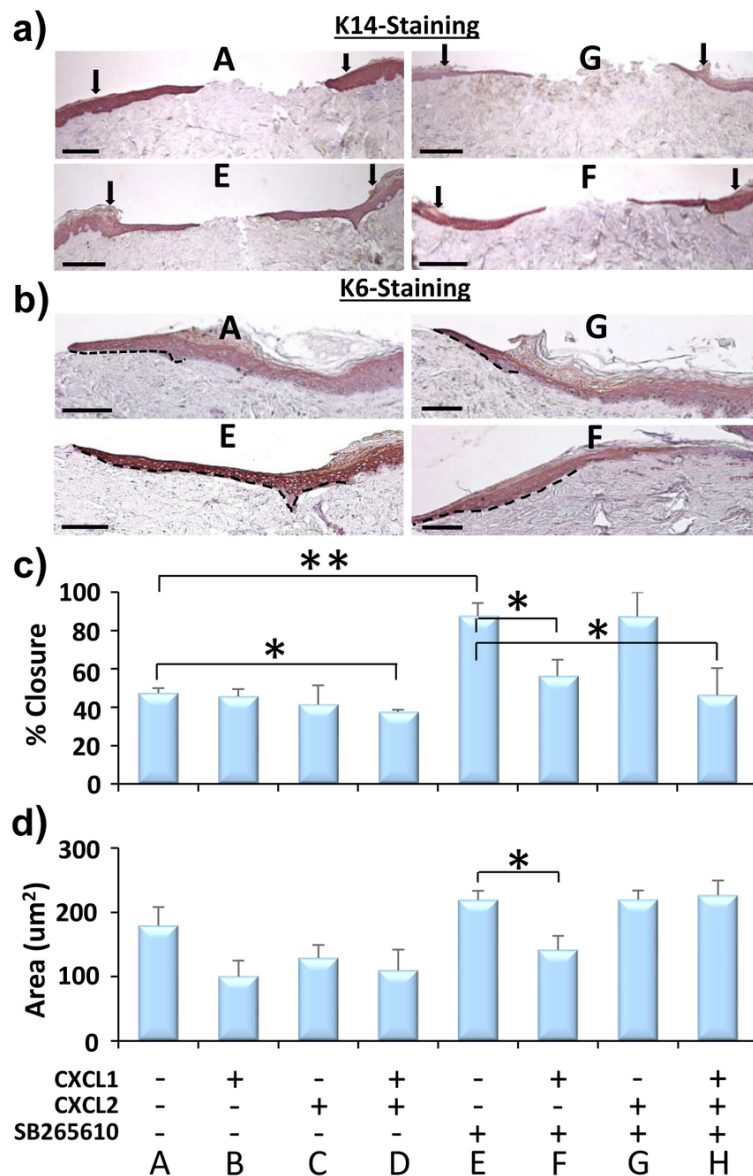 a)
K14-Staining
A
G
E
F
b)
K6-Staining
A
G
E
F
c)
**
*
*
*
% Closure
100
80
60
40
20
0
d)
*
Area (um²)
300
200
100
0
CXCL1 - + - + - + - +
CXCL2 - - + + - - + +
SB265610 - - - - + + + +
A B C D E F G H